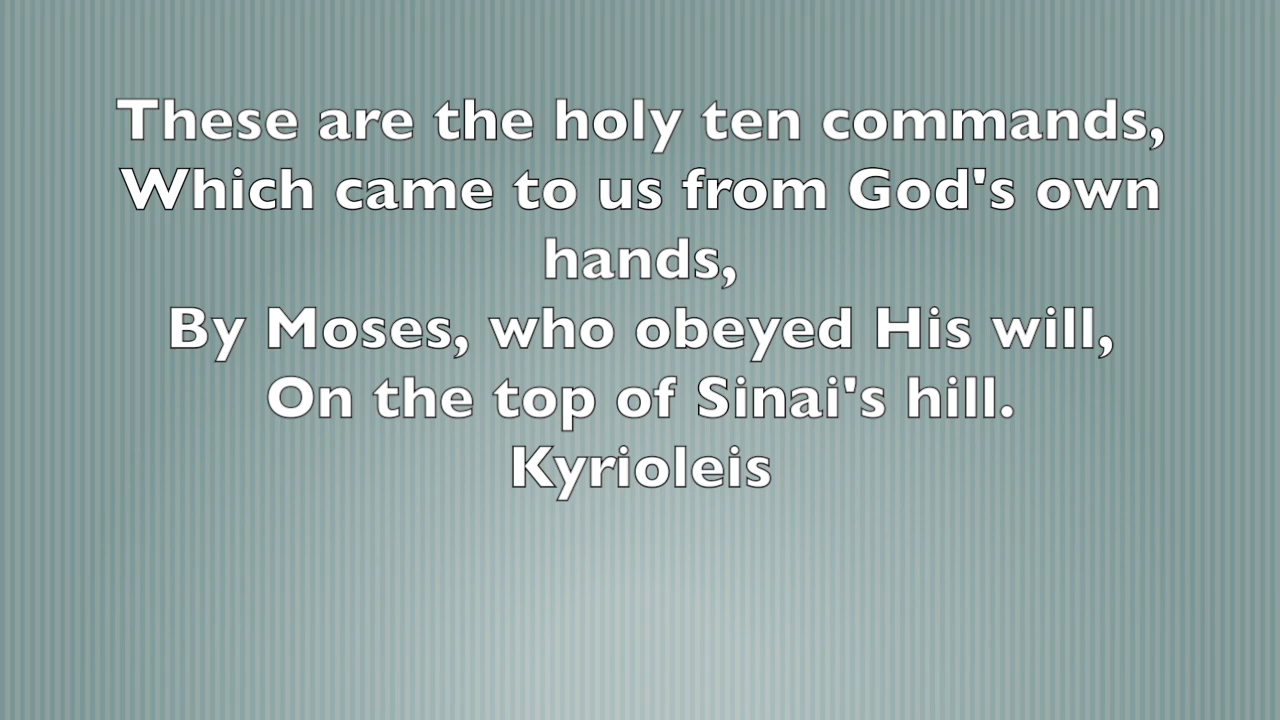 These are the holy ten commands,
Which came to us from God's own
hands,
By Moses, who obeyed His will,
On the top of Sinai's hill.
Kyrioleis